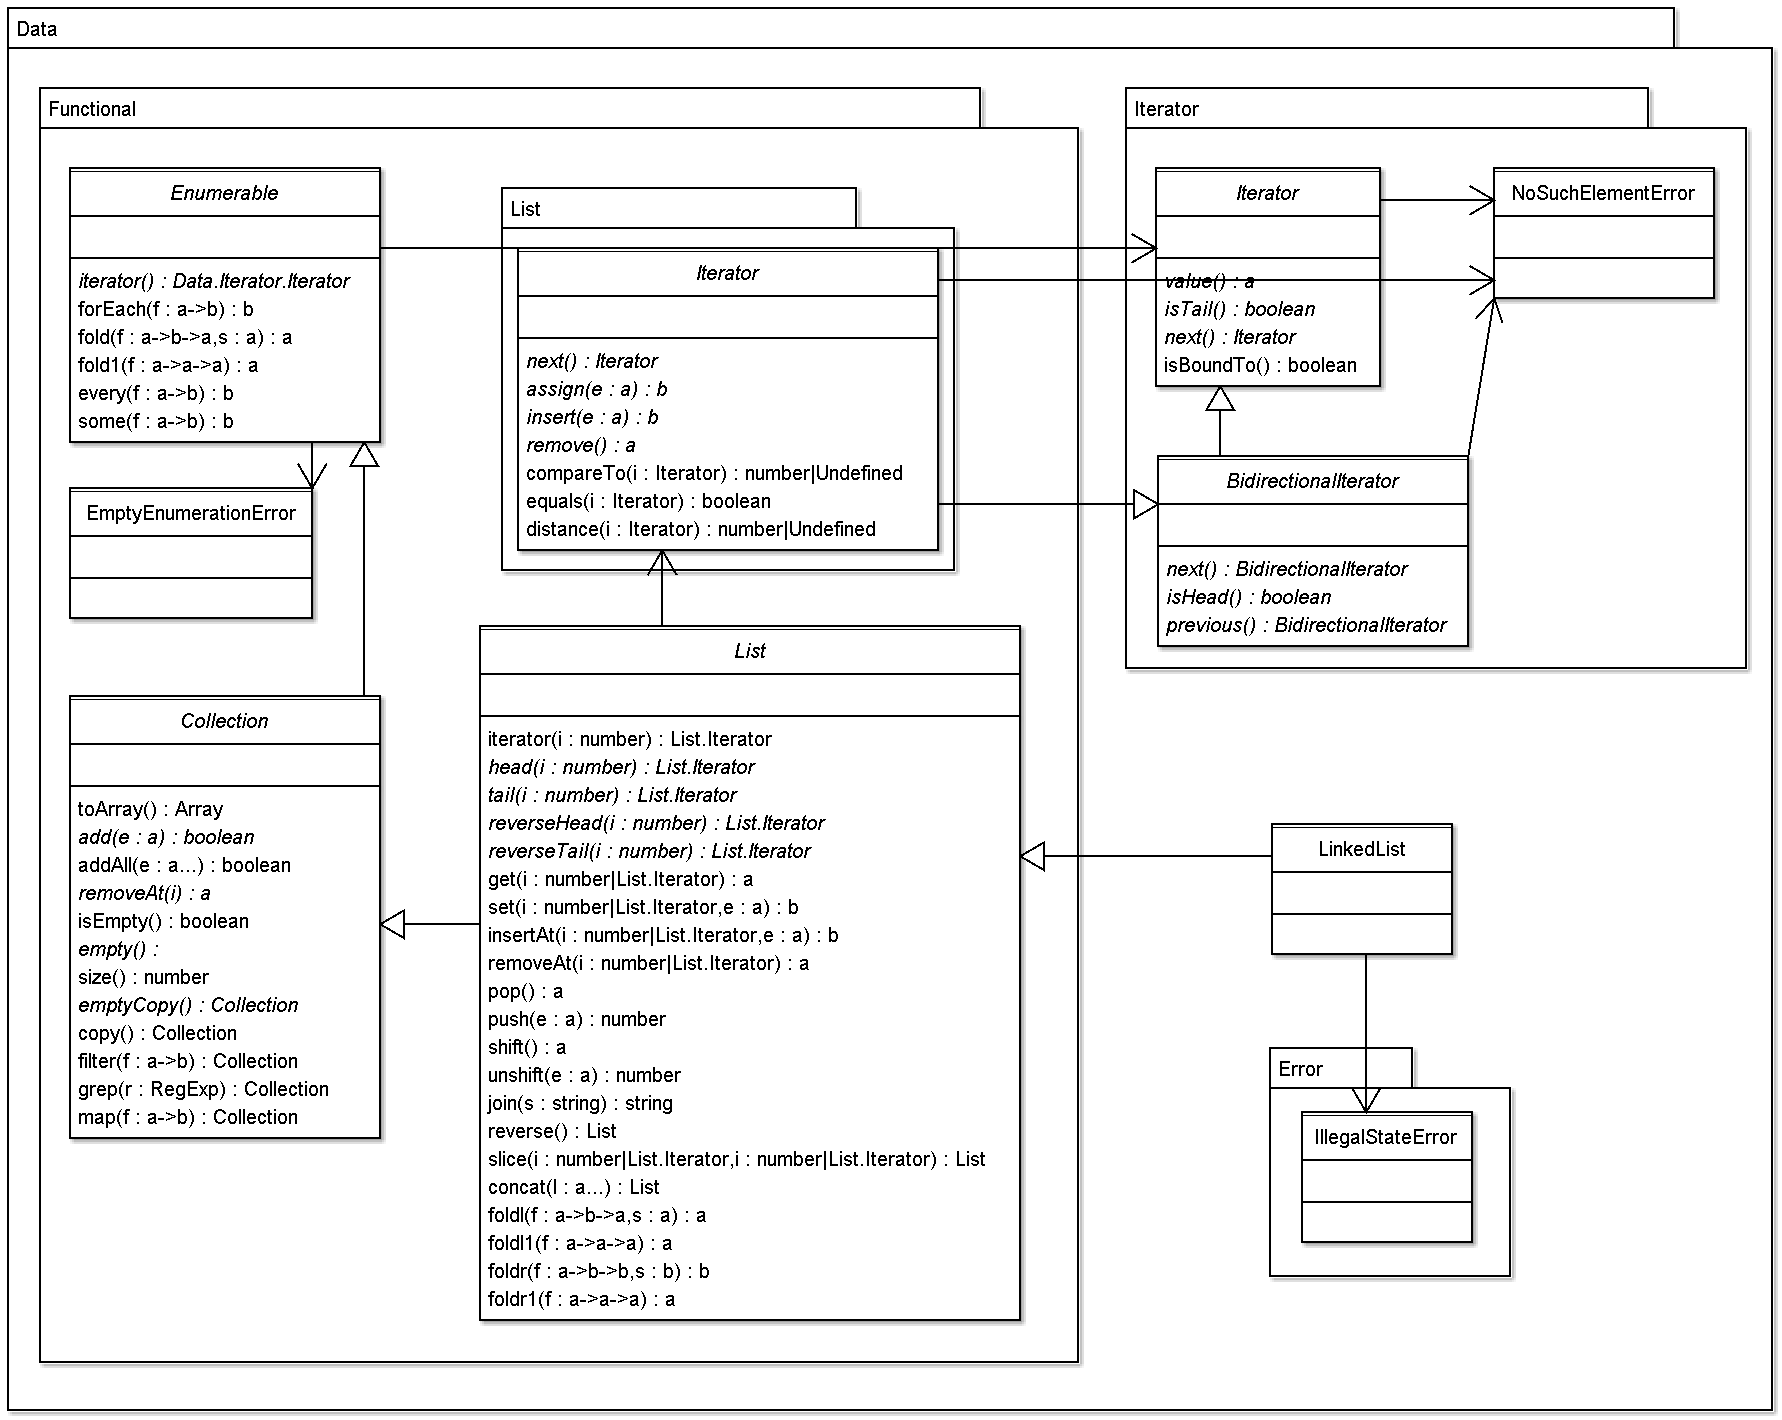 Data
Functional
Enumerable
iterator() : Data.Iterator.Iterator
forEach(f : a->b) : b
fold(f : a->b->a,s : a) : a
fold1(f : a->a->a) : a
every(f : a->b) : b
some(f : a->b) : b
EmptyEnumerationError
Collection
toArray() : Array
add(e : a) : boolean
addAll(e : a...) : boolean
removeAt(i) : a
isEmpty() : boolean
empty() :
size() : number
emptyCopy() : Collection
copy() : Collection
filter(f : a->b) : Collection
grep(r : RegExp) : Collection
map(f : a->b) : Collection
List
Iterator
next() : Iterator
assign(e : a) : b
insert(e : a) : b
remove() : a
compareTo(i : Iterator) : number|Undefined
equals(i : Iterator) : boolean
distance(i : Iterator) : number|Undefined
List
iterator(i : number) : List.Iterator
head(i : number) : List.Iterator
tail(i : number) : List.Iterator
reverseHead(i : number) : List.Iterator
reverseTail(i : number) : List.Iterator
get(i : number|List.Iterator) : a
set(i : number|List.Iterator,e : a) : b
insertAt(i : number|List.Iterator,e : a) : b
removeAt(i : number|List.Iterator) : a
pop() : a
push(e : a) : number
shift() : a
unshift(e : a) : number
join(s : string) : string
reverse() : List
slice(i : number|List.Iterator,i : number|List.Iterator) : List
concat(l : a...) : List
foldl(f : a->b->a,s : a) : a
foldl1(f : a->a->a) : a
foldr(f : a->b->b,s : b) : b
foldr1(f : a->a->a) : a
Iterator
Iterator
value() : a
isTail() : boolean
next() : Iterator
isBoundTo() : boolean
NoSuchElementError
BidirectionalIterator
next() : BidirectionalIterator
isHead() : boolean
previous() : BidirectionalIterator
LinkedList
Error
IllegalStateError